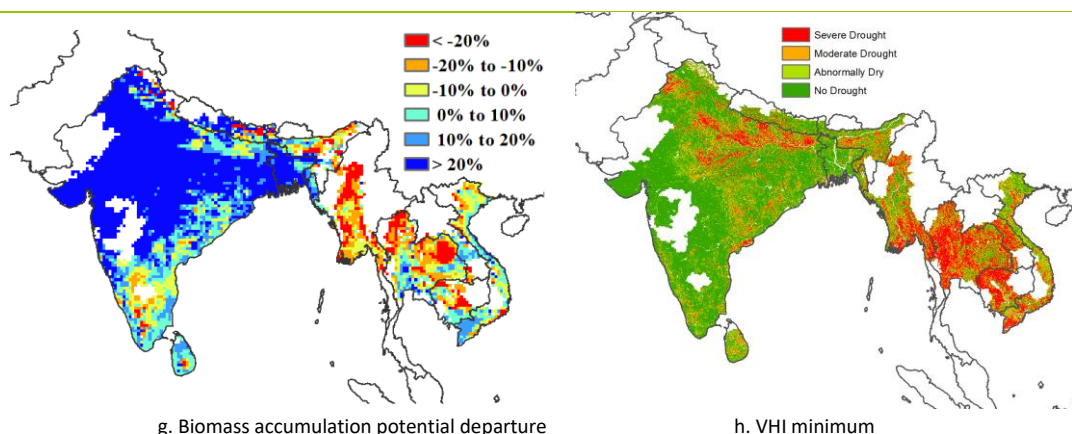 < -20%
-20% to -10%
-10% to 0%
0% to 10%
10% to 20%
> 20%
Severe Drought
Moderate Drought
Abnormally Dry
No Drought
g. Biomass accumulation potential departure
h. VHI minimum